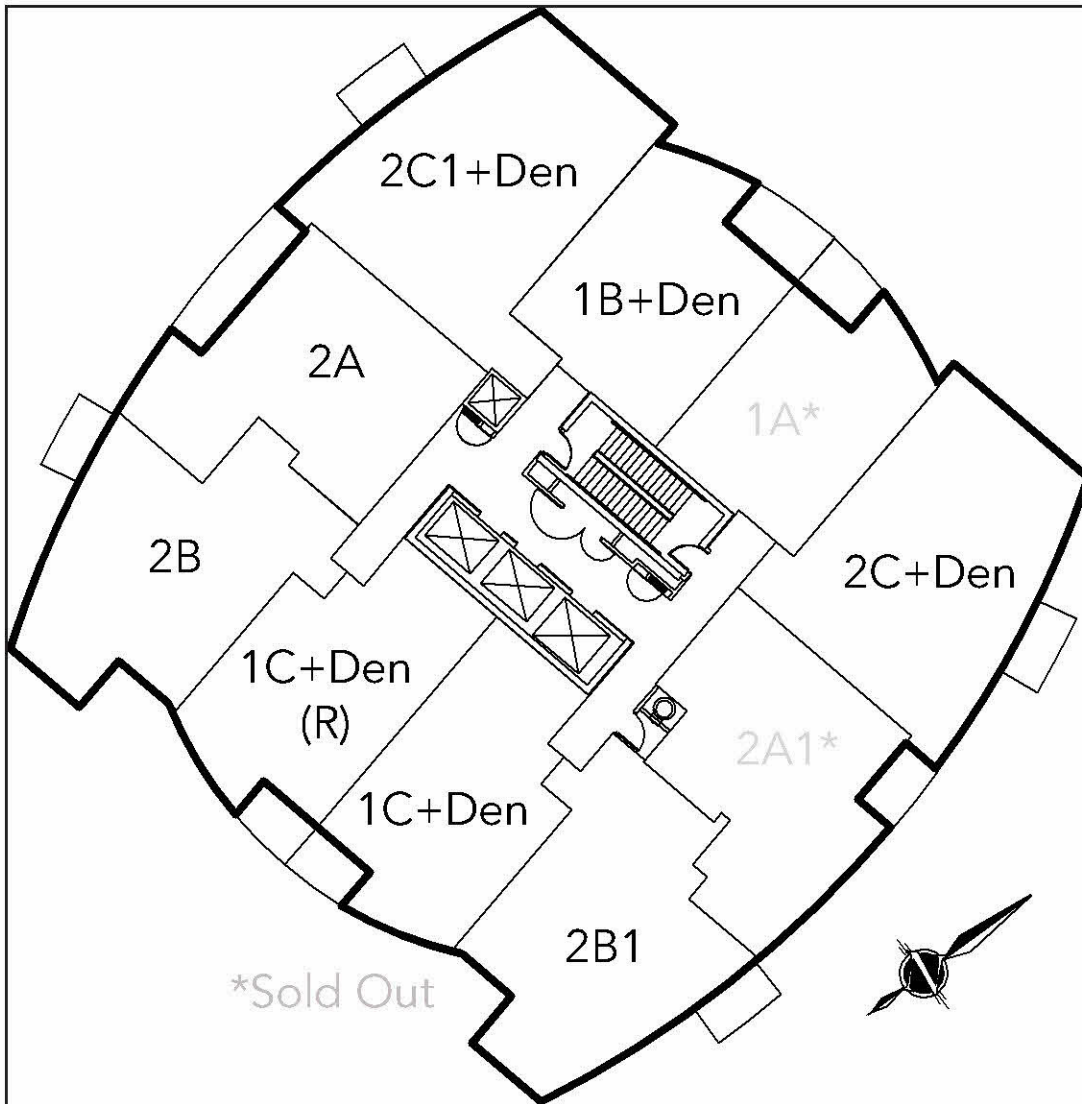 2C1+Den
1B+Den
2A
1A*
2B
2C+Den
1C+Den
(R)
2A1*
1C+Den
2B1
*Sold Out